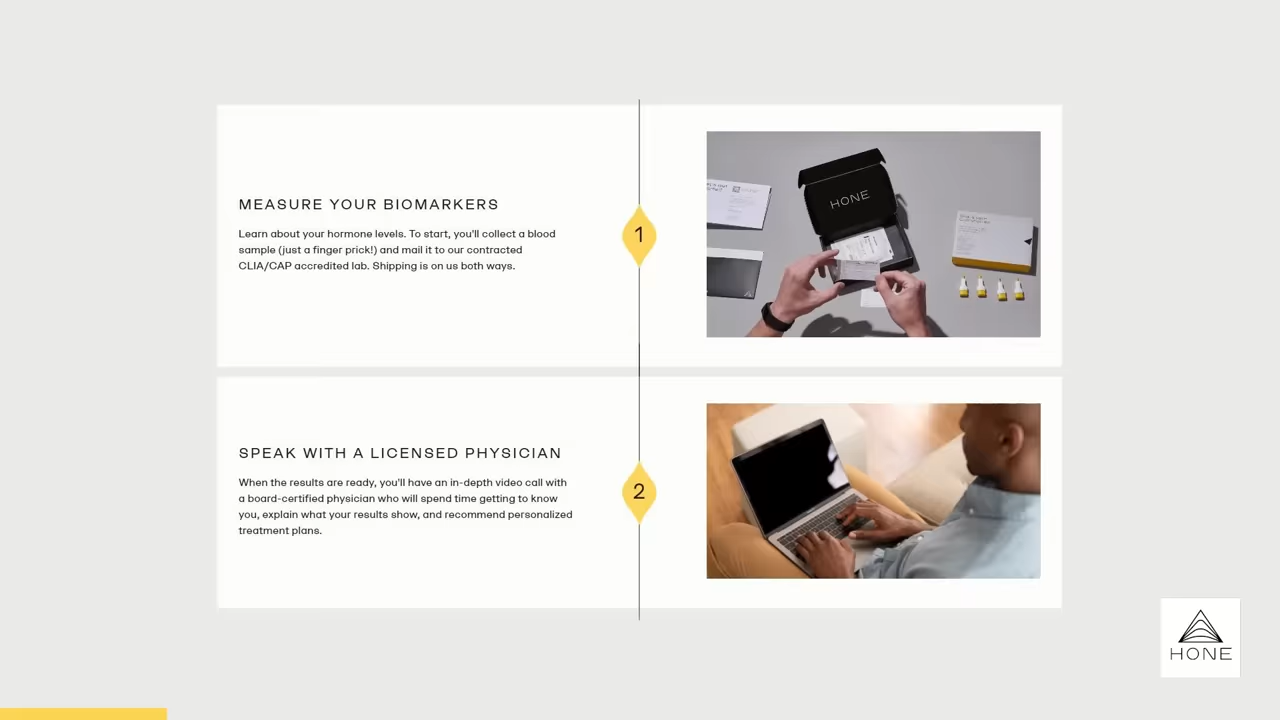 MEASURE YOUR BIOMARKERS
Learn about your hormone levels. To start, you'll collect a blood
sample (just a finger prick!) and mail it to our contracted
CLIA/CAP accredited lab. Shipping is on us both ways.
1
HONE
SPEAK WITH A LICENSED PHYSICIAN
When the results are ready, you'll have an in-depth video call with
a board-certified physician who will spend time getting to know
you, explain what your results show, and recommend personalized
treatment plans.
2
HONE